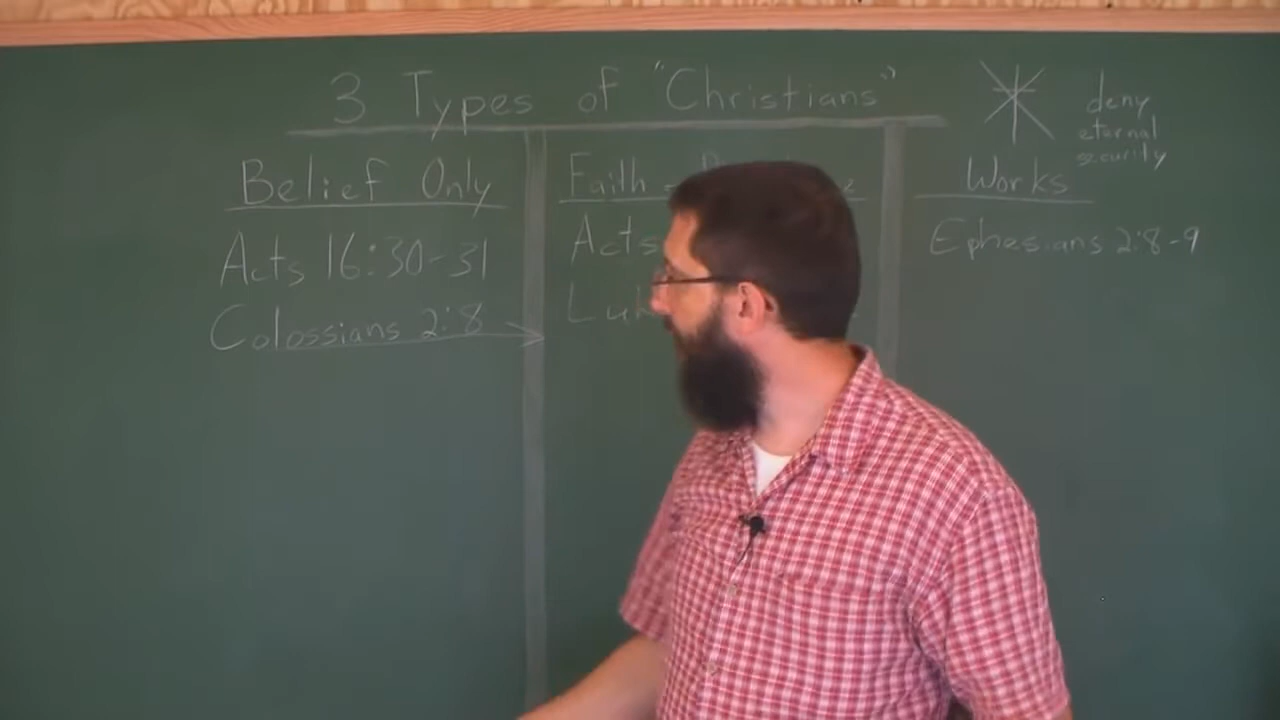 3 Types of "Christians"
deny
eternal
security
Belief Only
Acts 16:30-31
Colossians 2:8
Faith
Acts
Works
Ephesians 2:8-9